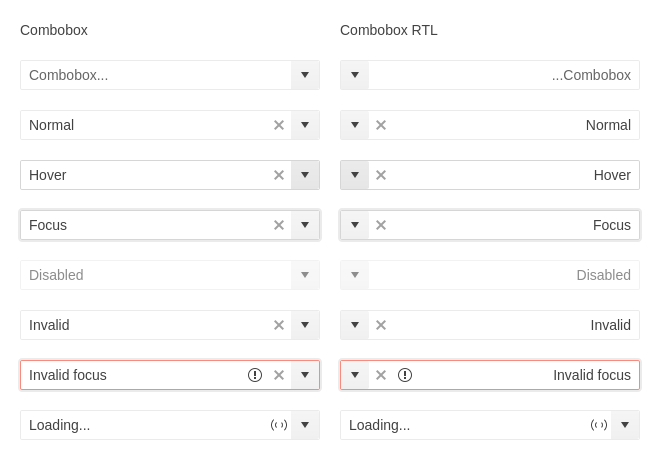 Combobox
Combobox RTL
Combobox...
...Combobox
Normal
Normal
Hover
Hover
Focus
Focus
Disabled
Disabled
Invalid
Invalid
Invalid focus
Invalid focus
Loading...
Loading...